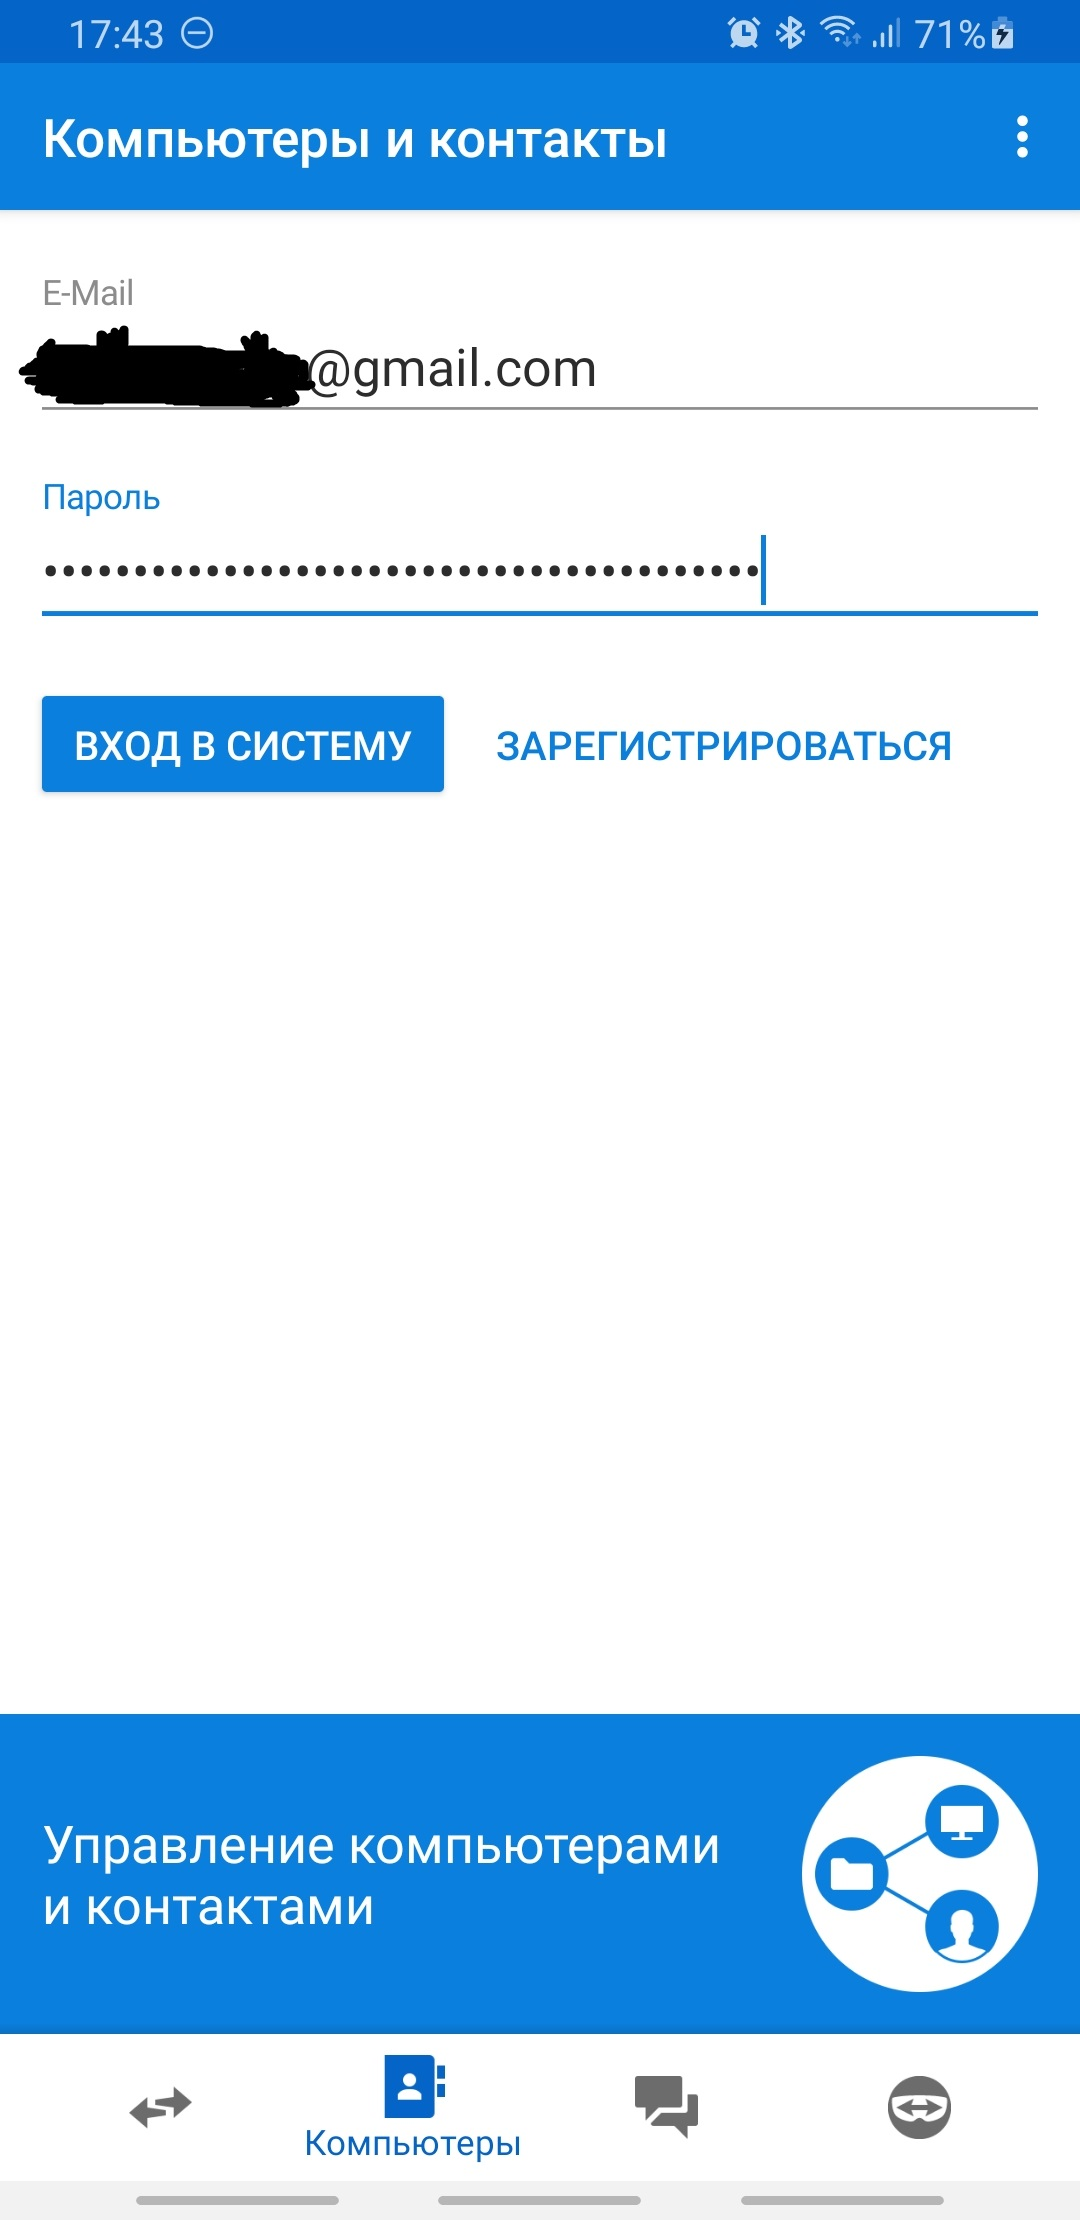 17:43 71%
Компьютеры и контакты
E-Mail
@gmail.com
Пароль
••••••••••••••••••••••••••••••••••••••••
ВХОД В СИСТЕМУ ЗАРЕГИСТРИРОВАТЬСЯ
Управление компьютерами
и контактами
Компьютеры